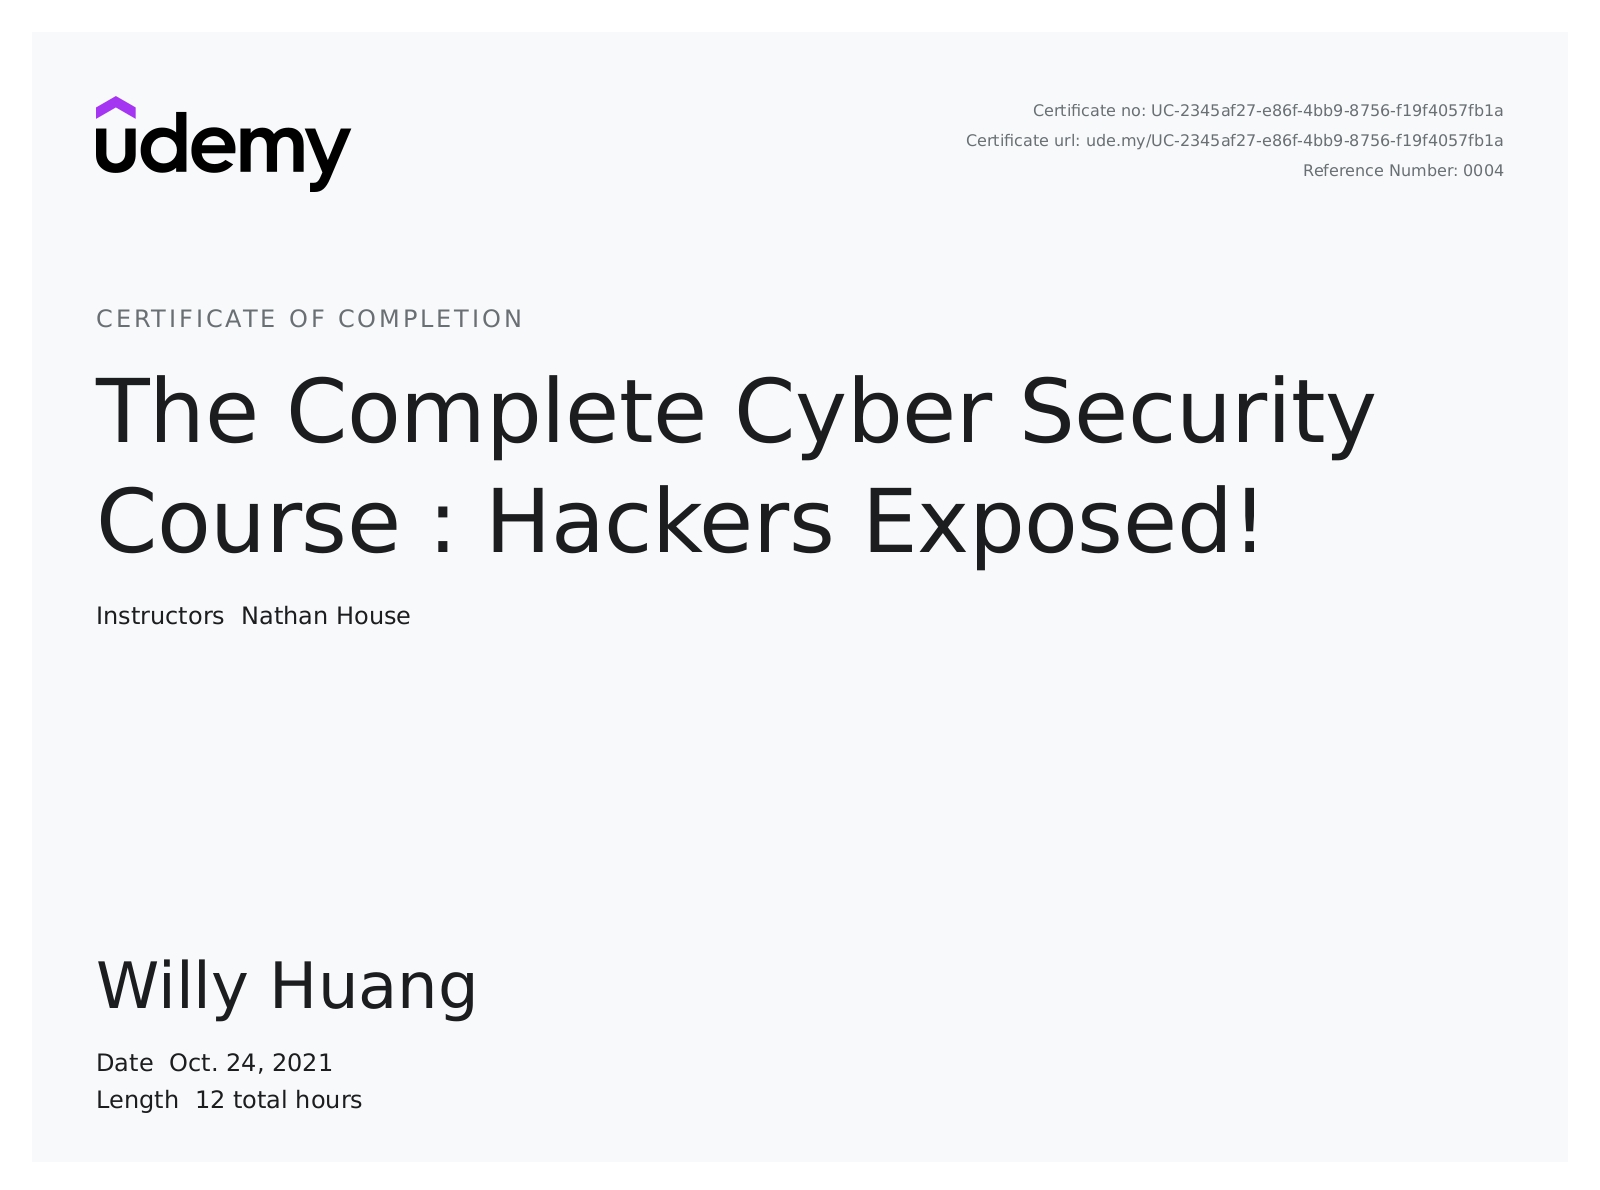 udemy
Certificate no: UC-2345af27-e86f-4bb9-8756-f19f4057fb1a
Certificate url: ude.my/UC-2345af27-e86f-4bb9-8756-f19f4057fb1a
Reference Number: 0004
CERTIFICATE OF COMPLETION
The Complete Cyber Security
Course : Hackers Exposed!
Instructors Nathan House
Willy Huang
Date Oct. 24, 2021
Length 12 total hours